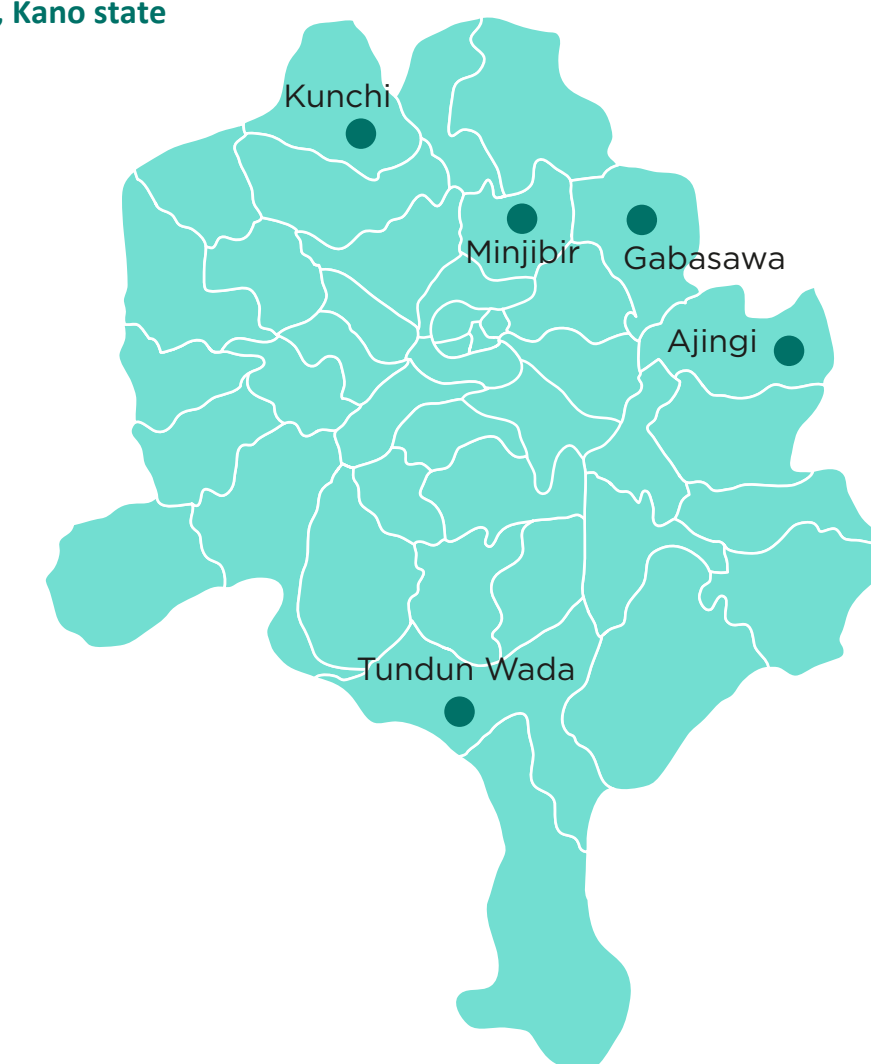 , Kano state
Kunchi
Minjibir
Gabasawa
Ajingi
Tundun Wada